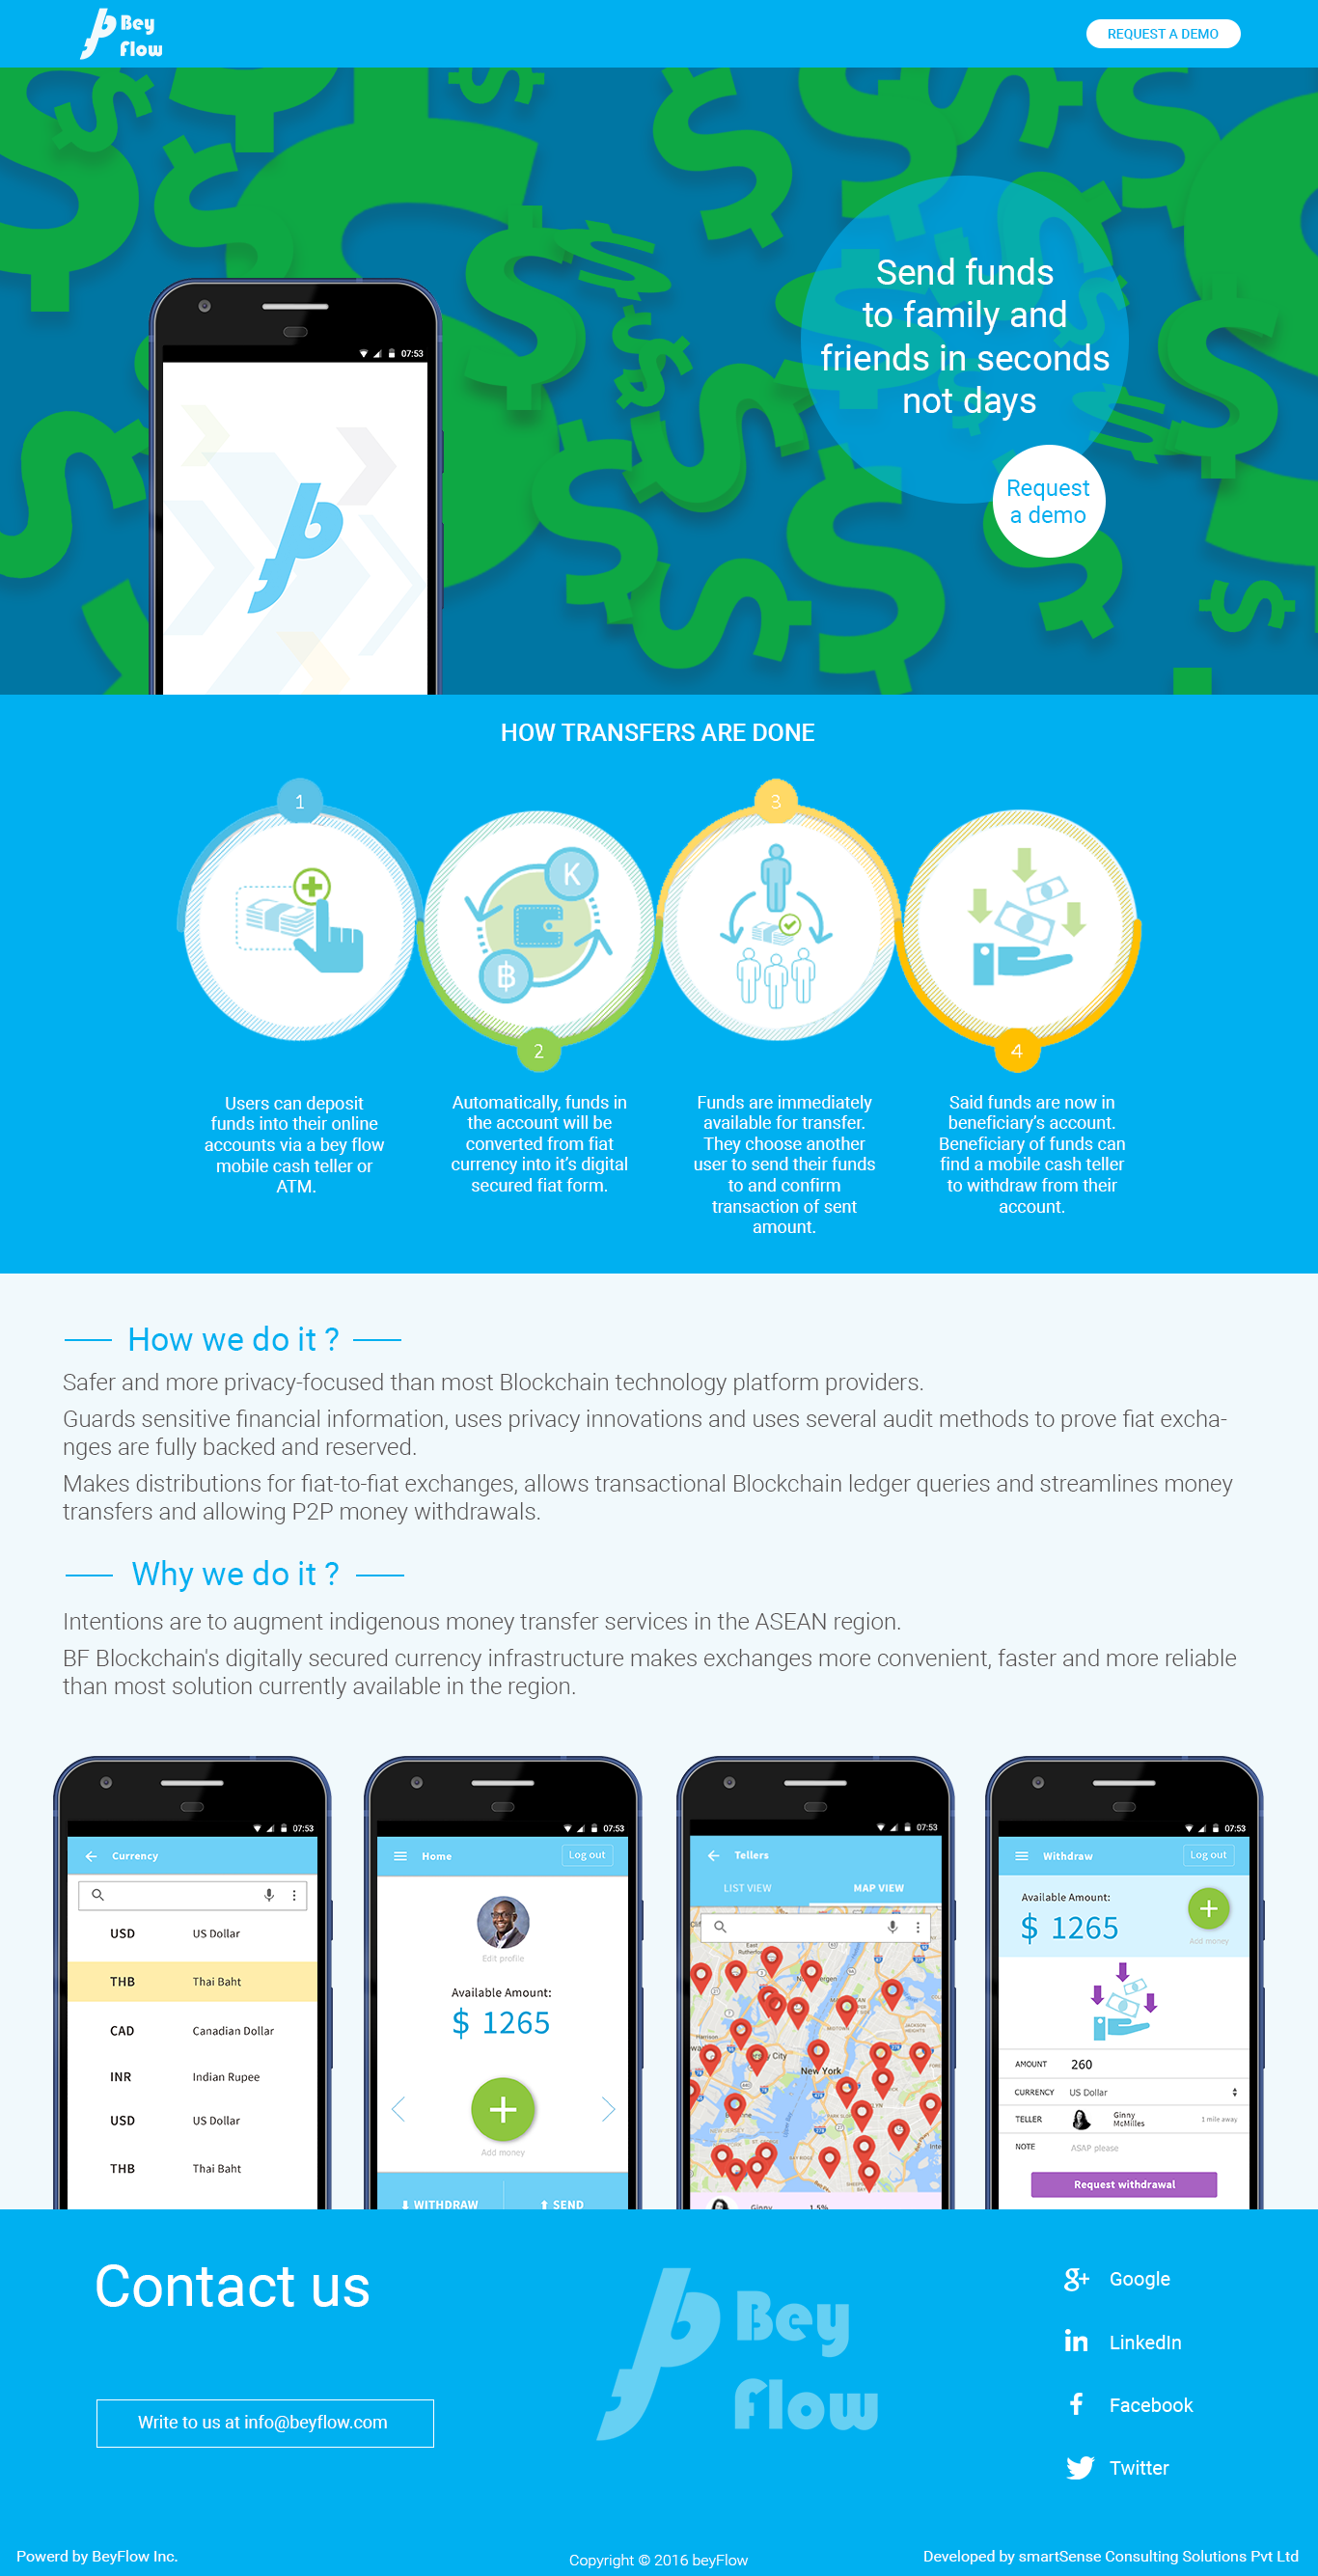 Bey
Flow
REQUEST A DEMO
07:53
Send funds
to family and
friends in seconds
not days
Request
a demo
HOW TRANSFERS ARE DONE
1
2
3
4
K
฿
Users can deposit
funds into their online
accounts via a bey flow
mobile cash teller or
ATM.
Automatically, funds in
the account will be
converted from fiat
currency into it’s digital
secured fiat form.
Funds are immediately
available for transfer.
They choose another
user to send their funds
to and confirm
transaction of sent
amount.
Said funds are now in
beneficiary’s account.
Beneficiary of funds can
find a mobile cash teller
to withdraw from their
account.
How we do it ?
Safer and more privacy-focused than most Blockchain technology platform providers.
Guards sensitive financial information, uses privacy innovations and uses several audit methods to prove fiat excha-
nges are fully backed and reserved.
Makes distributions for fiat-to-fiat exchanges, allows transactional Blockchain ledger queries and streamlines money
transfers and allowing P2P money withdrawals.
Why we do it ?
Intentions are to augment indigenous money transfer services in the ASEAN region.
BF Blockchain's digitally secured currency infrastructure makes exchanges more convenient, faster and more reliable
than most solution currently available in the region.
07:53
Currency
USD US Dollar
THB Thai Baht
CAD Canadian Dollar
INR Indian Rupee
USD US Dollar
THB Thai Baht
07:53
Home
Log out
Edit profile
Available Amount:
$ 1265
Add money
WITHDRAW
SEND
07:53
Tellers
LIST VIEW
MAP VIEW
New York
Ginny 1.5%
07:53
Withdraw
Log out
Available Amount:
$ 1265
Add money
AMOUNT 260
CURRENCY US Dollar
TELLER Ginny
McMilles
1 mile away
NOTE ASAP please
Request withdrawal
Contact us
Write to us at info@beyflow.com
Bey
Flow
Google
LinkedIn
Facebook
Twitter
Powerd by BeyFlow Inc.
Copyright © 2016 beyFlow
Developed by smartSense Consulting Solutions Pvt Ltd